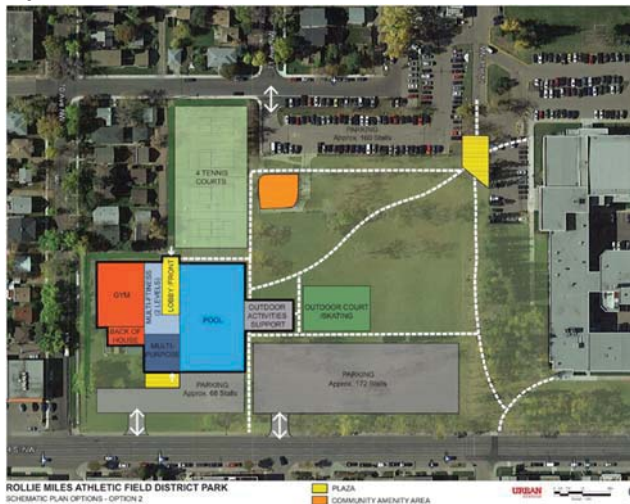 PARKING
Approx. 160 Stalls
4 TENNIS
COURTS
GYM
MULTI-FITNESS
(2 LEVELS)
LOBBY /FRONT
POOL
BACK OF
HOUSE
MULTI-
PURPOSE
OUTDOOR
ACTIVITIES
SUPPORT
OUTDOOR COURT
/SKATING
PARKING
Approx. 68 Stalls
PARKING
Approx. 172 Stalls
ROLLIE MILES ATHLETIC FIELD DISTRICT PARK
SCHEMATIC PLAN OPTIONS - OPTION 2
PLAZA
COMMUNITY AMENITY AREA
URBAN